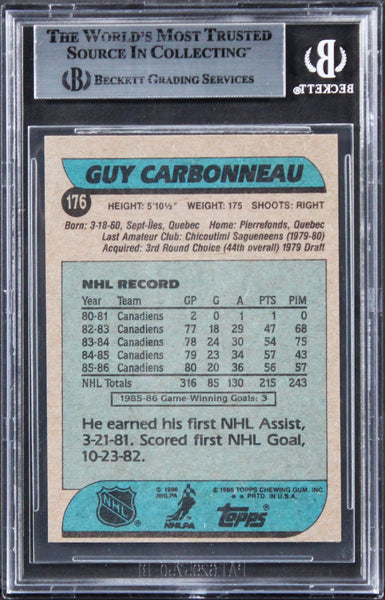 THE WORLD'S MOST TRUSTED
SOURCE IN COLLECTING™
BECKETT GRADING SERVICES
BECKETT
GUY CARBONNEAU
176
HEIGHT: 5'10½" WEIGHT: 175 SHOOTS: RIGHT
Born: 3-18-60, Sept-Îles, Quebec Home: Pierrefonds, Quebec
Last Amateur Club: Chicoutimi Sagueneens (1979-80)
Acquired: 3rd Round Choice (44th overall) 1979 Draft
NHL RECORD
Year Team GP G A PTS PIM
80-81 Canadiens 2 0 1 1 0
82-83 Canadiens 77 18 29 47 68
83-84 Canadiens 78 24 30 54 75
84-85 Canadiens 79 23 34 57 43
85-86 Canadiens 80 20 36 56 57
NHL Totals 316 85 130 215 243
1985-86 Game-Winning Goals: 3
He earned his first NHL Assist,
3-21-81. Scored first NHL Goal,
10-23-82.
NHL
© 1986
NHLPA
NHLPA
topps
© 1986 TOPPS CHEWING GUM, INC.
★ ★ PRTD. IN U.S.A.